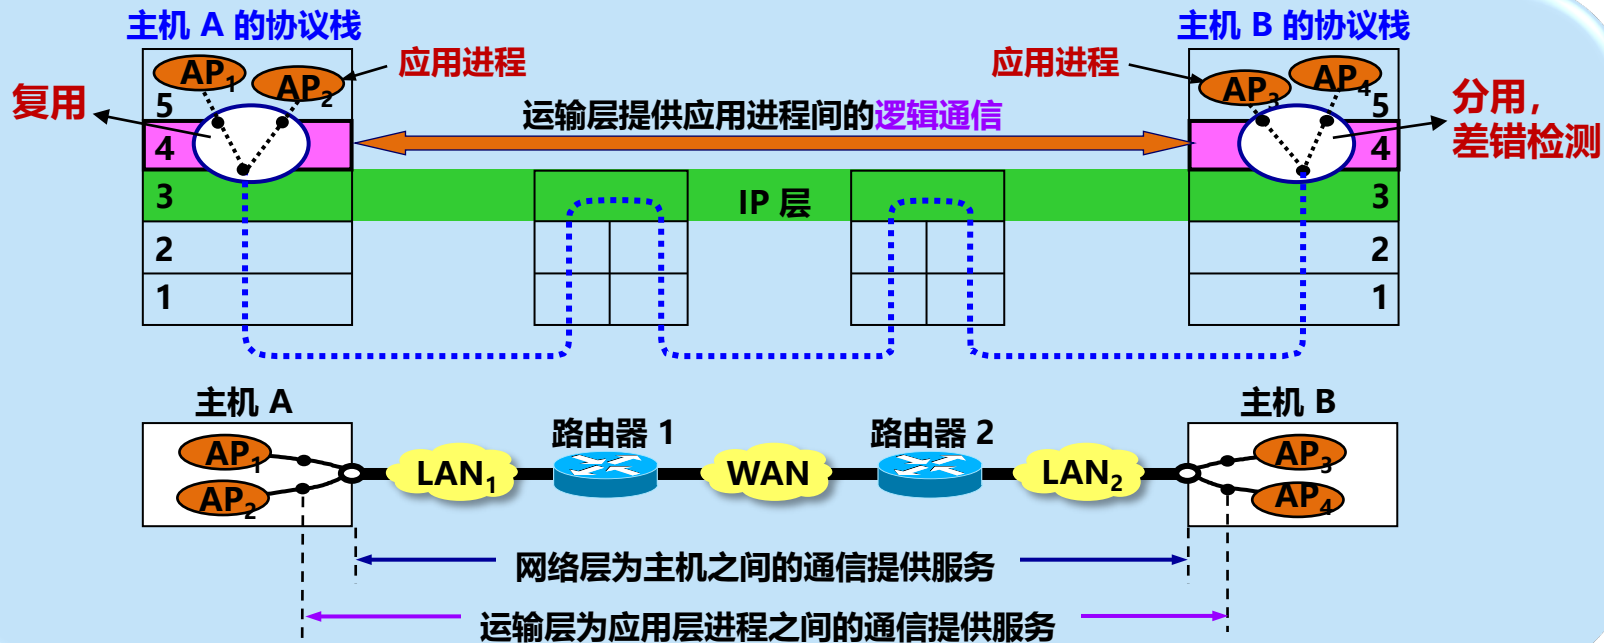 主机 A 的协议栈
主机 B 的协议栈
AP1
AP2
应用进程
应用进程
AP3
AP4
复用
5
5
分用，
差错检测
运输层提供应用进程间的逻辑通信
4
4
3
IP 层
3
2
2
1
1
主机 A
主机 B
路由器 1
路由器 2
AP1
AP2
LAN1
WAN
LAN2
AP3
AP4
网络层为主机之间的通信提供服务
运输层为应用层进程之间的通信提供服务